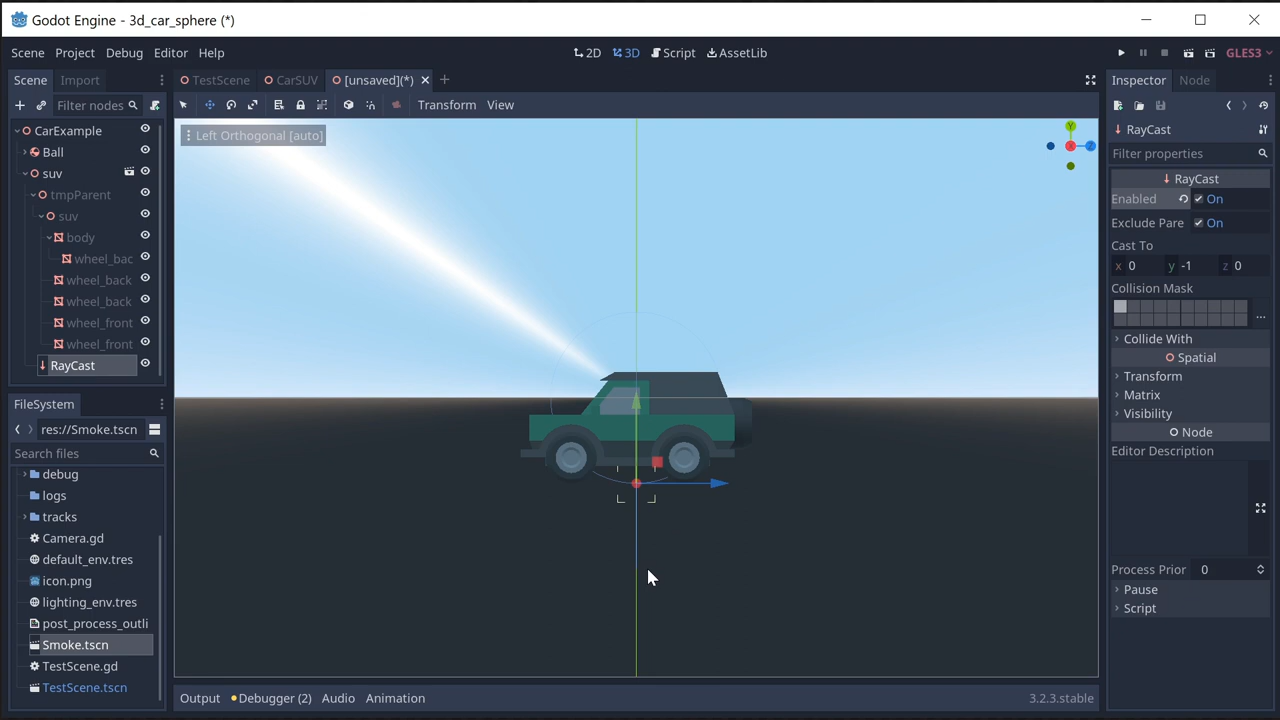 Godot Engine - 3d_car_sphere (*)
Scene Project Debug Editor Help
2D 3D Script AssetLib
GLES3
Scene Import
TestScene CarSUV [unsaved](*)
Inspector Node
Filter nodes
Transform View
CarExample
Ball
suv
tmpParent
suv
body
wheel_bac
wheel_back
wheel_back
wheel_front
wheel_front
RayCast
FileSystem
res://Smoke.tscn
Search files
debug
logs
tracks
Camera.gd
default_env.tres
icon.png
lighting_env.tres
post_process_outli
Smoke.tscn
TestScene.gd
TestScene.tscn
Left Orthogonal [auto]
Y
Z
Output Debugger (2) Audio Animation
3.2.3.stable
RayCast
Filter properties
RayCast
Enabled On
Exclude Pare On
Cast To
x 0 y -1 z 0
Collision Mask
...
Collide With
Spatial
Transform
Matrix
Visibility
Node
Editor Description
Process Prior 0
Pause
Script